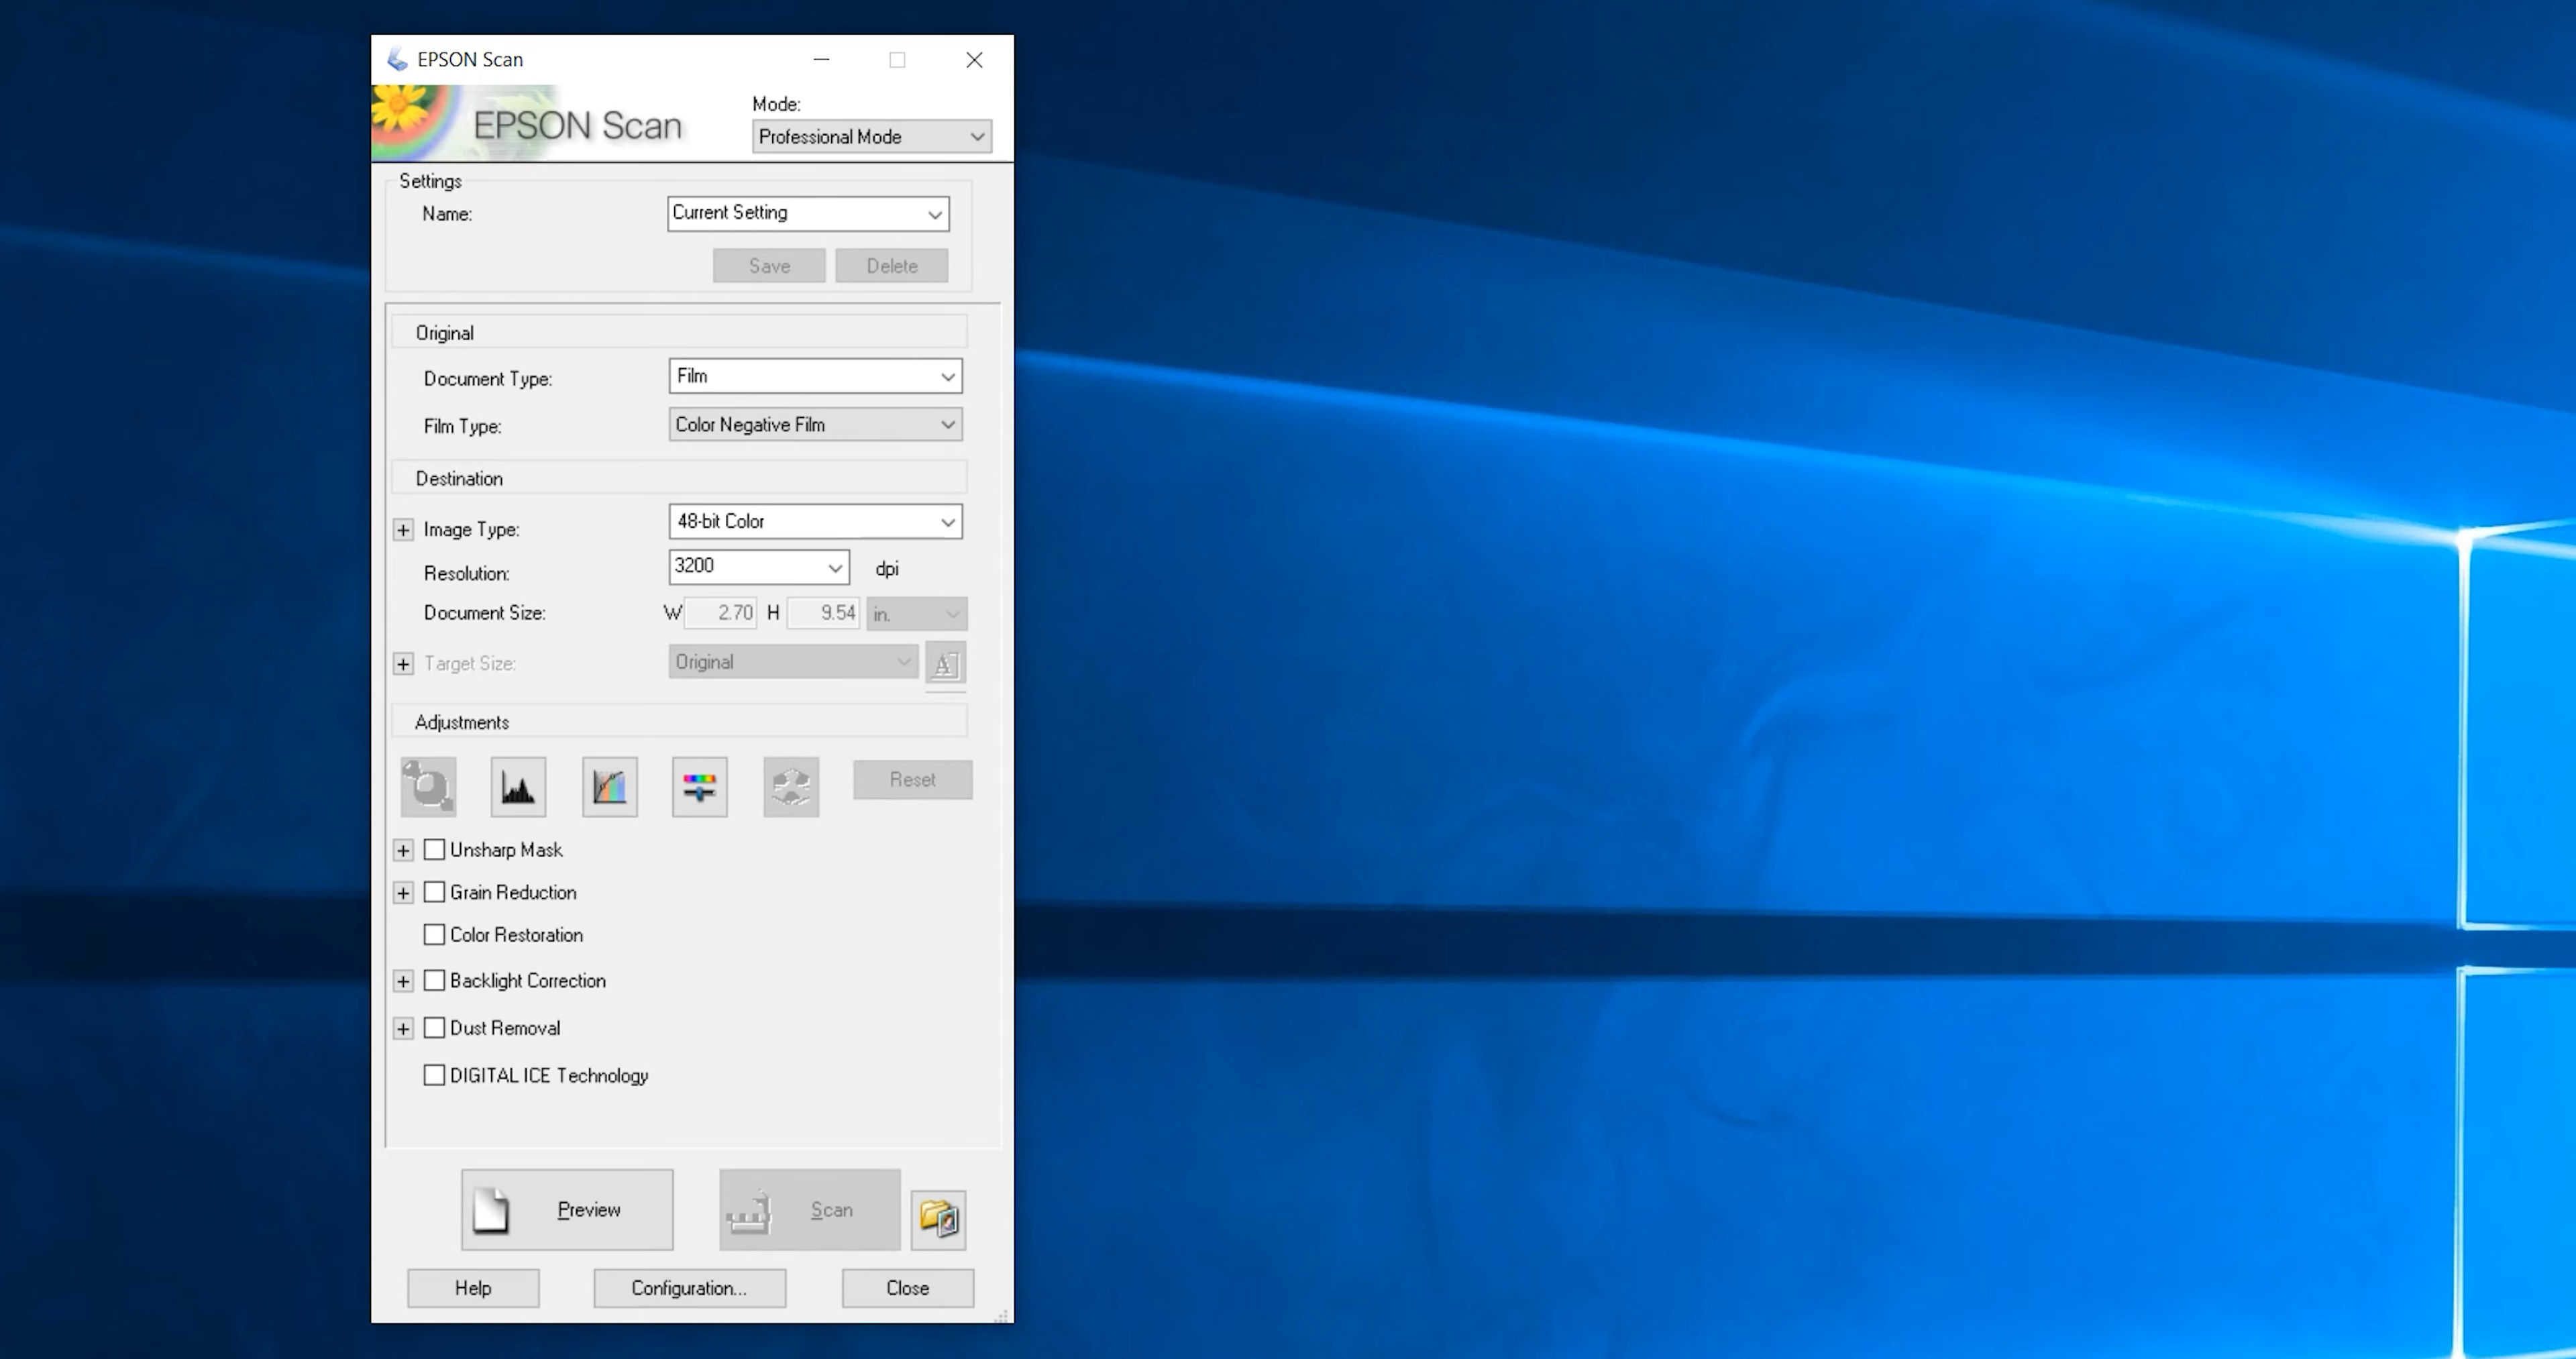 EPSON Scan
EPSON Scan
Mode:
Professional Mode
Settings
Name:
Current Setting
Save
Delete
Original
Document Type:
Film
Film Type:
Color Negative Film
Destination
Image Type:
48-bit Color
Resolution:
3200
dpi
Document Size:
W 2.70 H 9.54 in.
Target Size:
Original
A
Adjustments
Reset
Unsharp Mask
Grain Reduction
Color Restoration
Backlight Correction
Dust Removal
DIGITAL ICE Technology
Preview
Scan
Help
Configuration...
Close